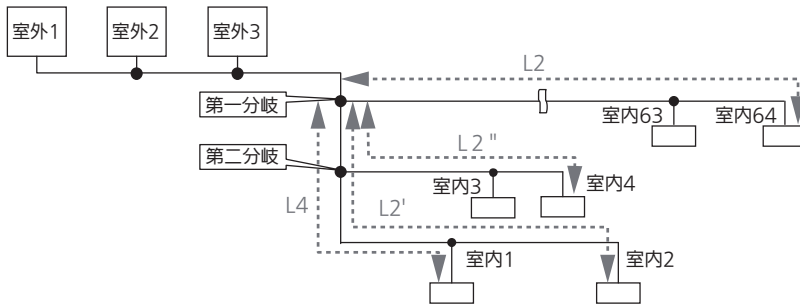 室外1
室外2
室外3
L2
第一分岐
室内63
室内64
L2"
第二分岐
室内3
室内4
L4
L2'
室内1
室内2